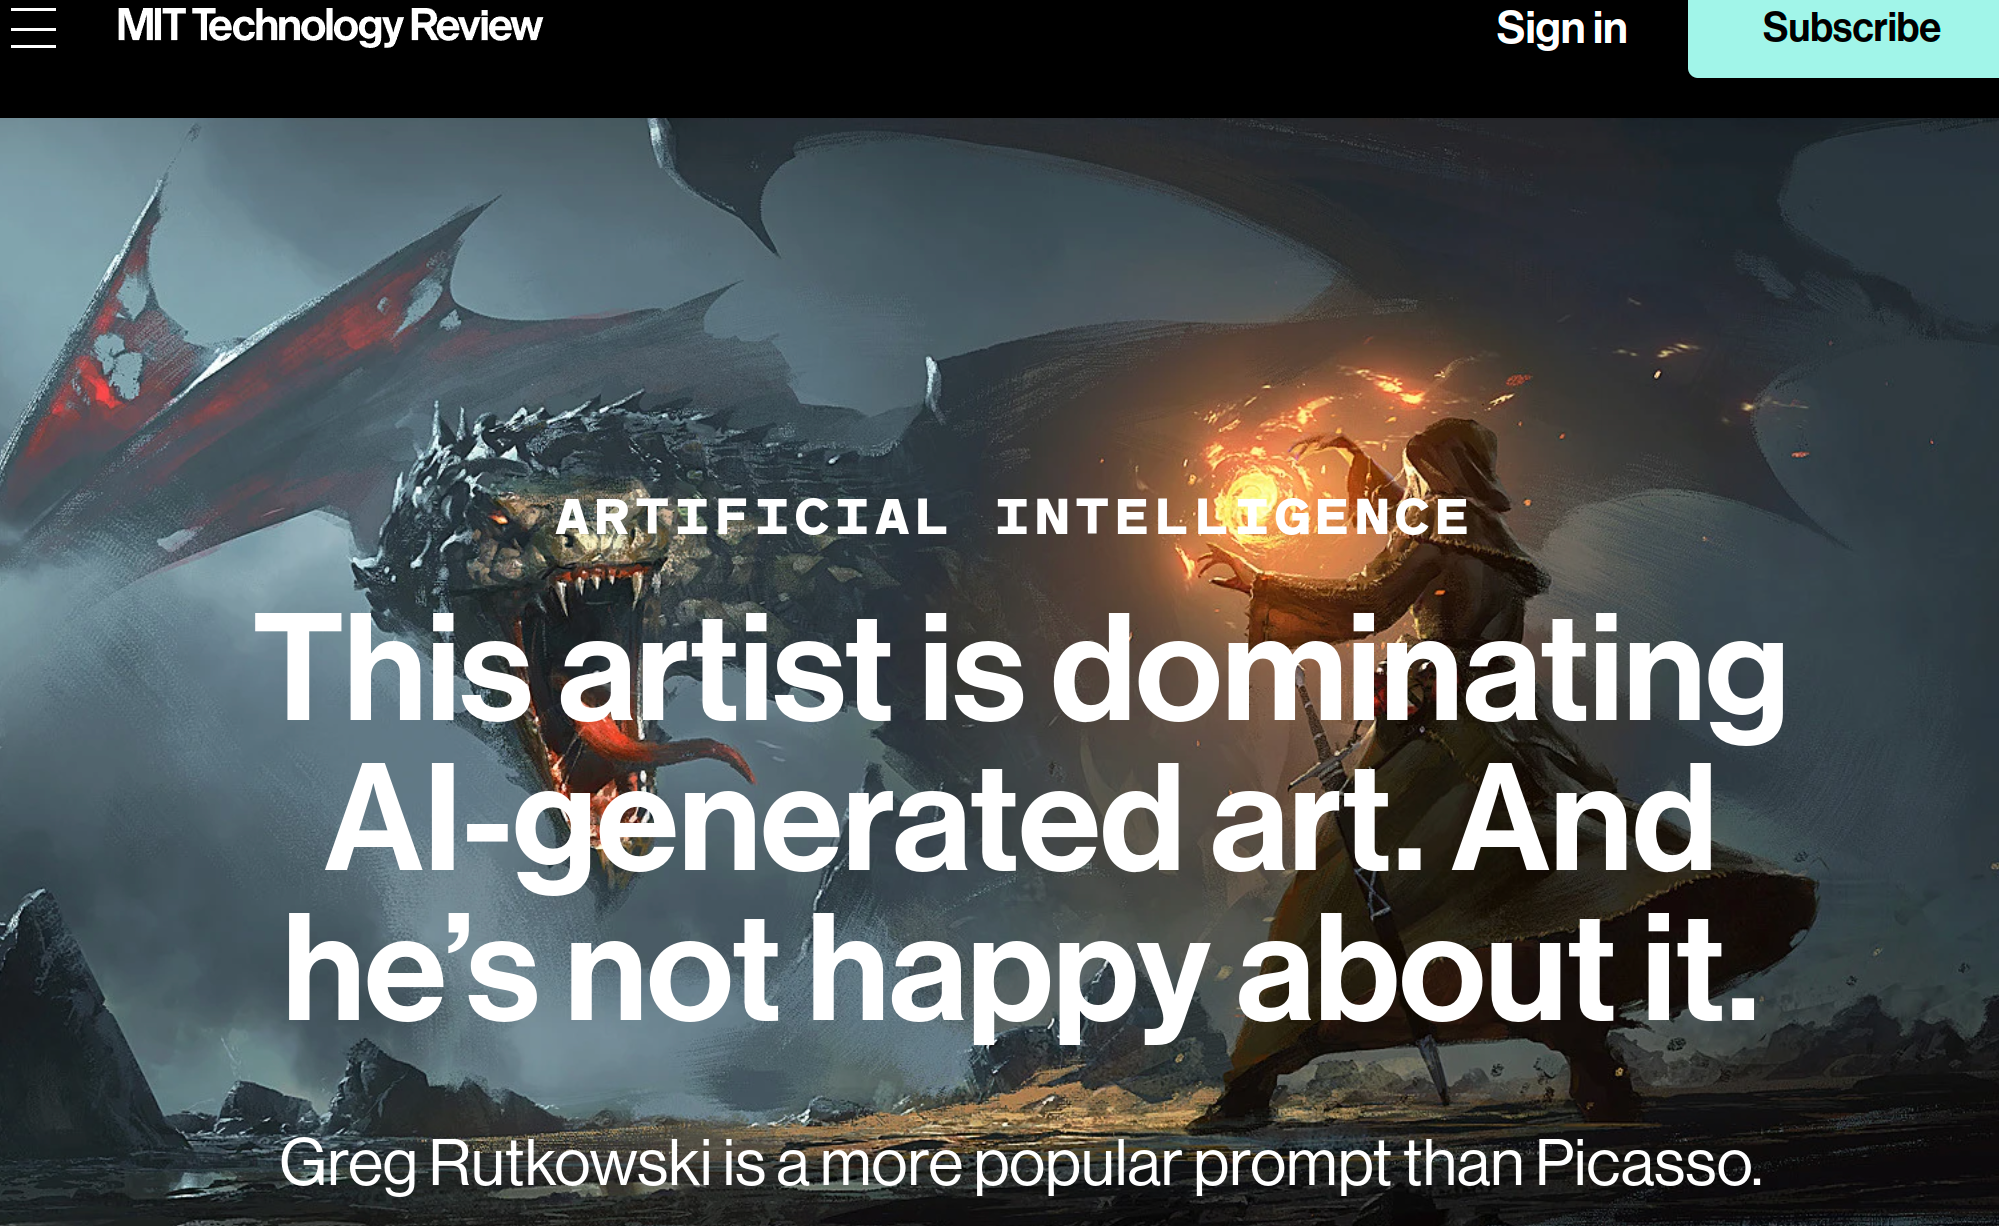 MIT Technology Review
Sign in
Subscribe
ARTIFICIAL INTELLIGENCE
This artist is dominating
AI-generated art. And
he’s not happy about it.
Greg Rutkowski is a more popular prompt than Picasso.